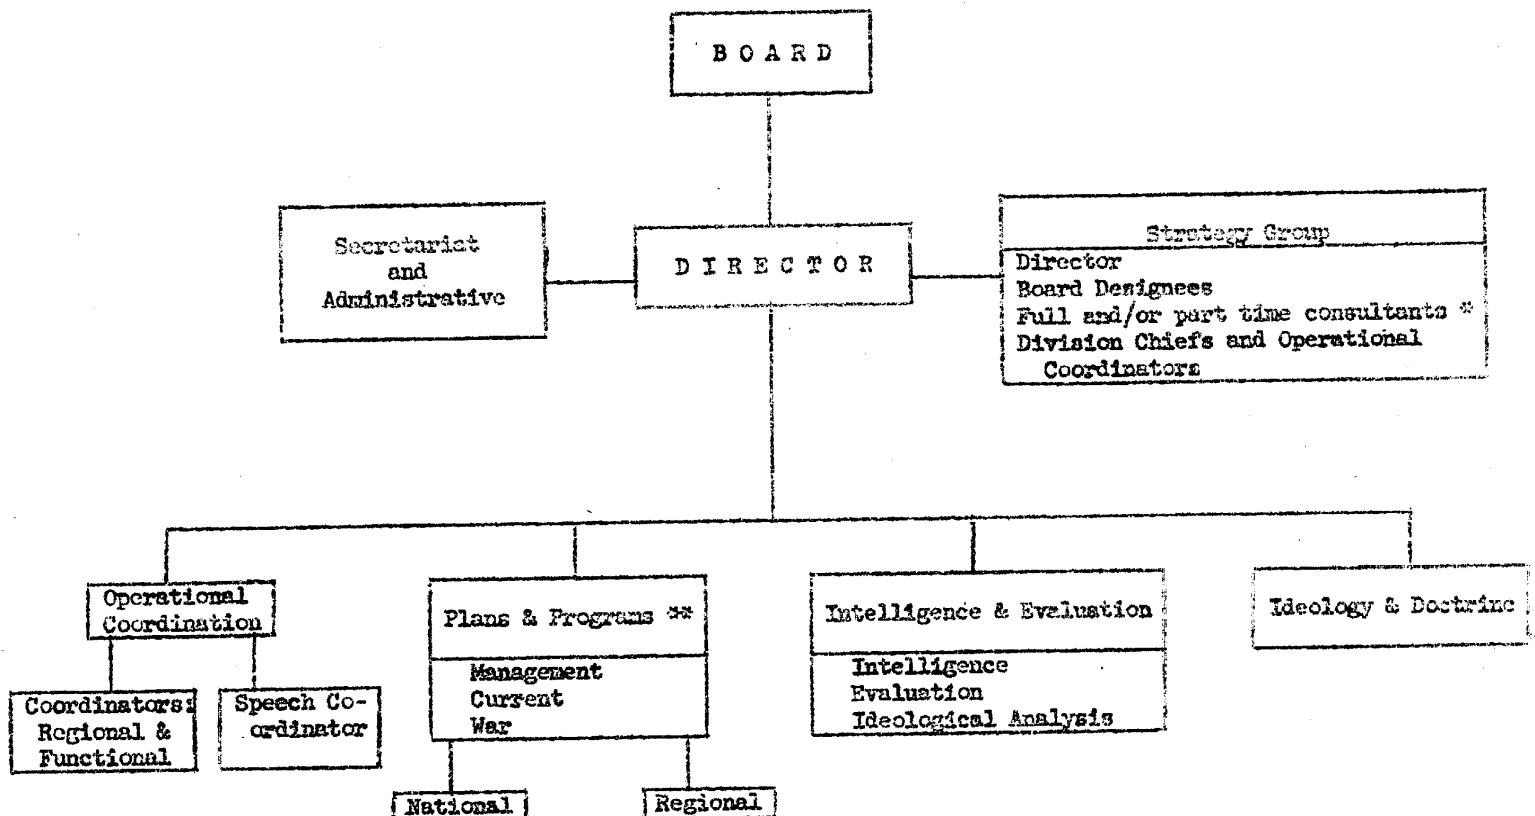 B O A R D
Secretariat
and
Administrative
D I R E C T O R
Strategy Group
Director
Board Designees
Full and/or part time consultants *
Division Chiefs and Operational
Coordinators
Operational
Coordination
Plans & Programs **
Management
Current
War
Intelligence & Evaluation
Intelligence
Evaluation
Ideological Analysis
Ideology & Doctrine
Coordinators:
Regional &
Functional
Speech Co-
ordinator
National
Regional